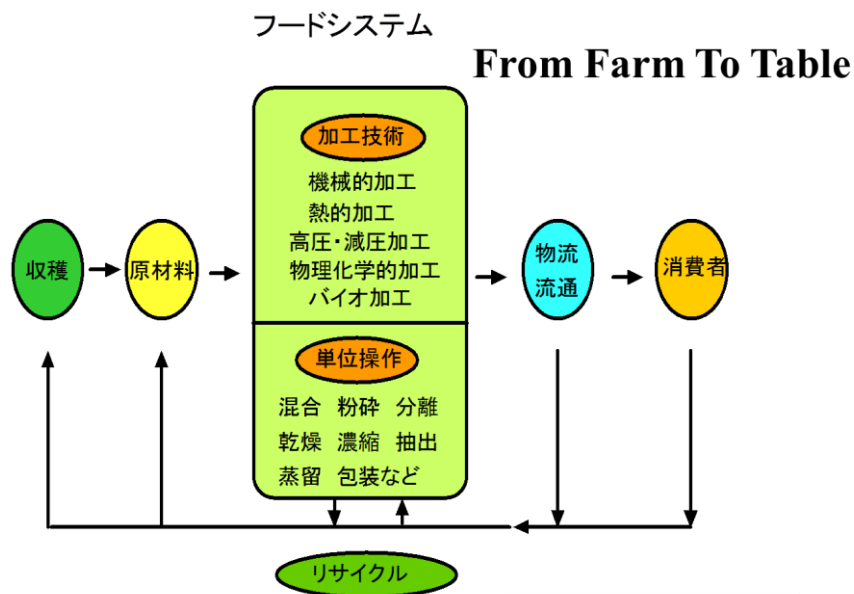 フードシステム
From Farm To Table
加工技術
機械的加工
熱的加工
高圧・減圧加工
物理化学的加工
バイオ加工
収穫
原材料
物流
流通
消費者
単位操作
混合 粉砕 分離
乾燥 濃縮 抽出
蒸留 包装など
リサイクル